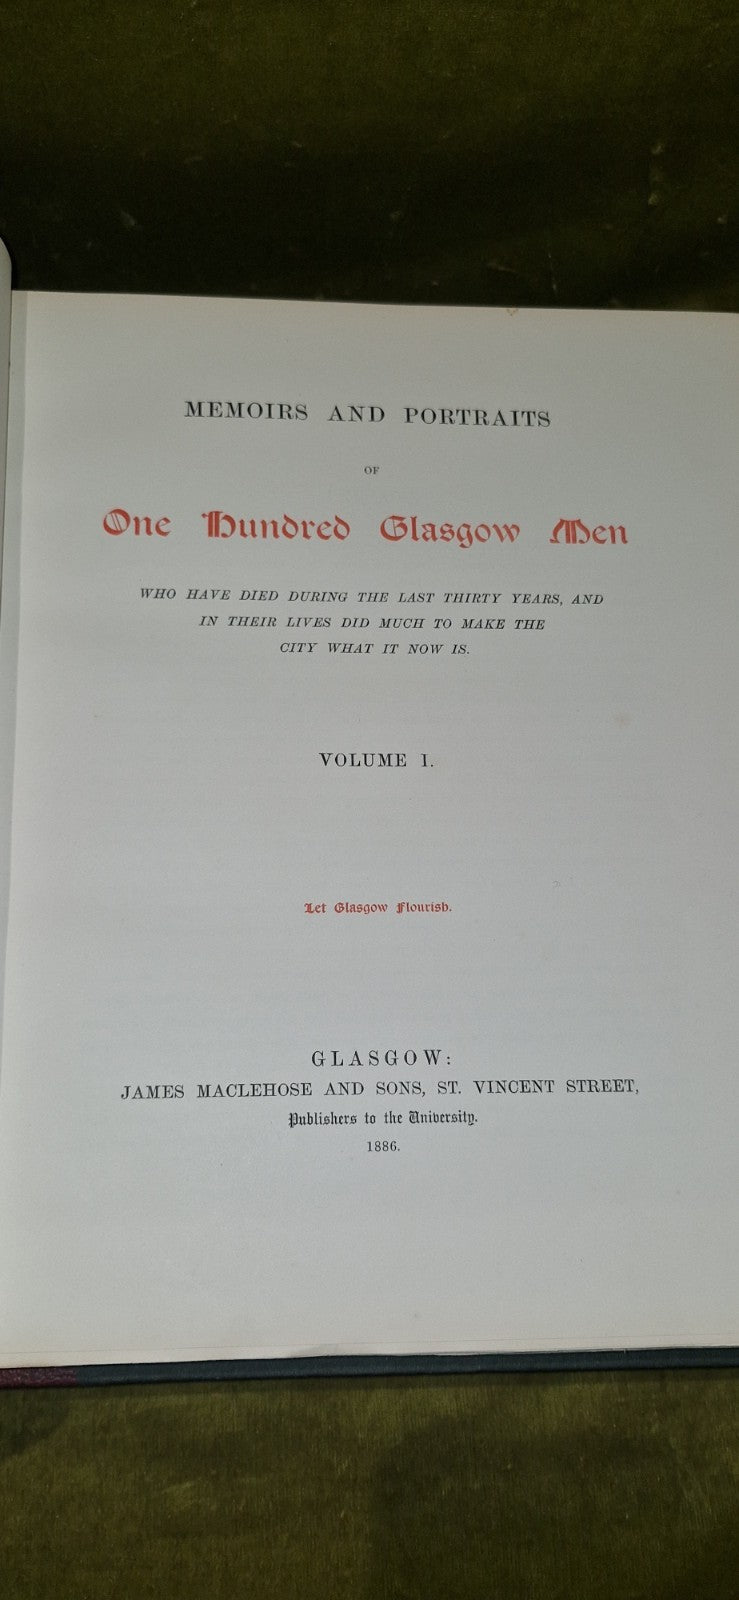 MEMOIRS AND PORTRAITS
OF
One Hundred Glasgow Men
WHO HAVE DIED DURING THE LAST THIRTY YEARS, AND
IN THEIR LIVES DID MUCH TO MAKE THE
CITY WHAT IT NOW IS.
VOLUME I.
Let Glasgow Flourish.
GLASGOW:
JAMES MACLEHOSE AND SONS, ST. VINCENT STREET,
Publishers to the University.
1886.